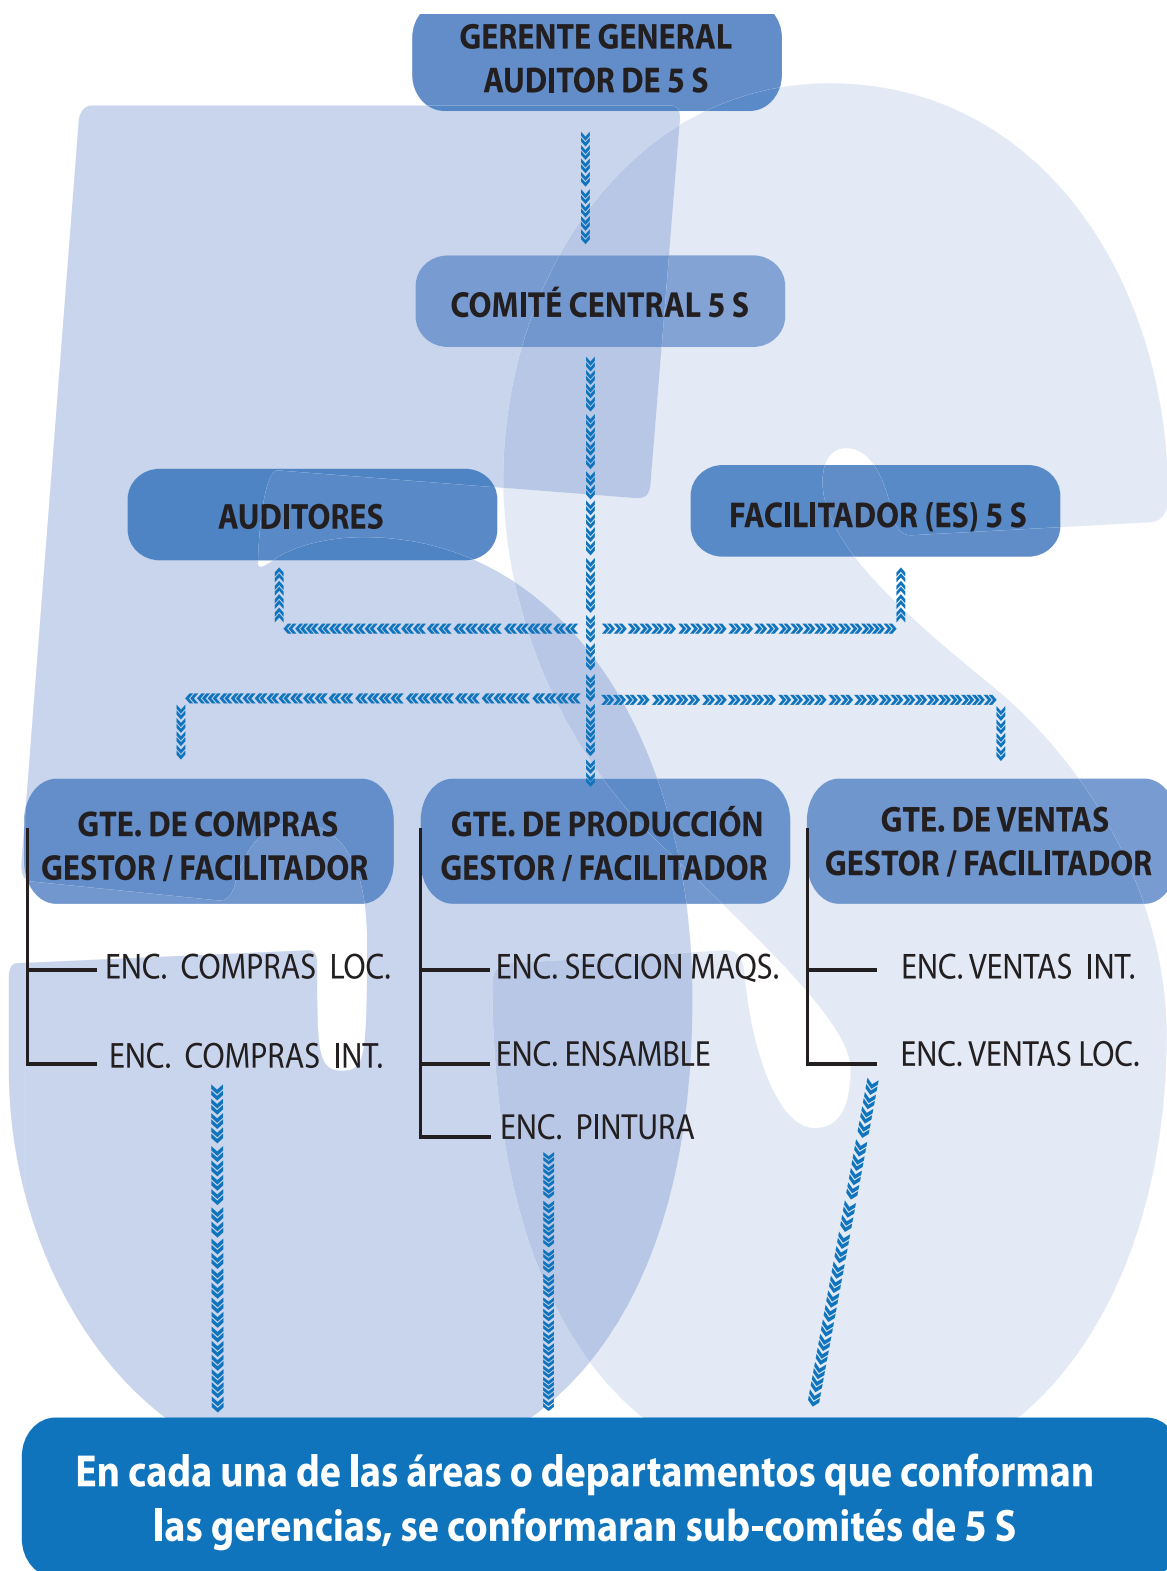 GERENTE GENERAL
AUDITOR DE 5 S
COMITÉ CENTRAL 5 S
AUDITORES
FACILITADOR (ES) 5 S
GTE. DE COMPRAS
GESTOR / FACILITADOR
ENC. COMPRAS LOC.
ENC. COMPRAS INT.
GTE. DE PRODUCCIÓN
GESTOR / FACILITADOR
ENC. SECCION MAQS.
ENC. ENSAMBLE
ENC. PINTURA
GTE. DE VENTAS
GESTOR / FACILITADOR
ENC. VENTAS INT.
ENC. VENTAS LOC.
En cada una de las áreas o departamentos que conforman
las gerencias, se conformaran sub-comités de 5 S